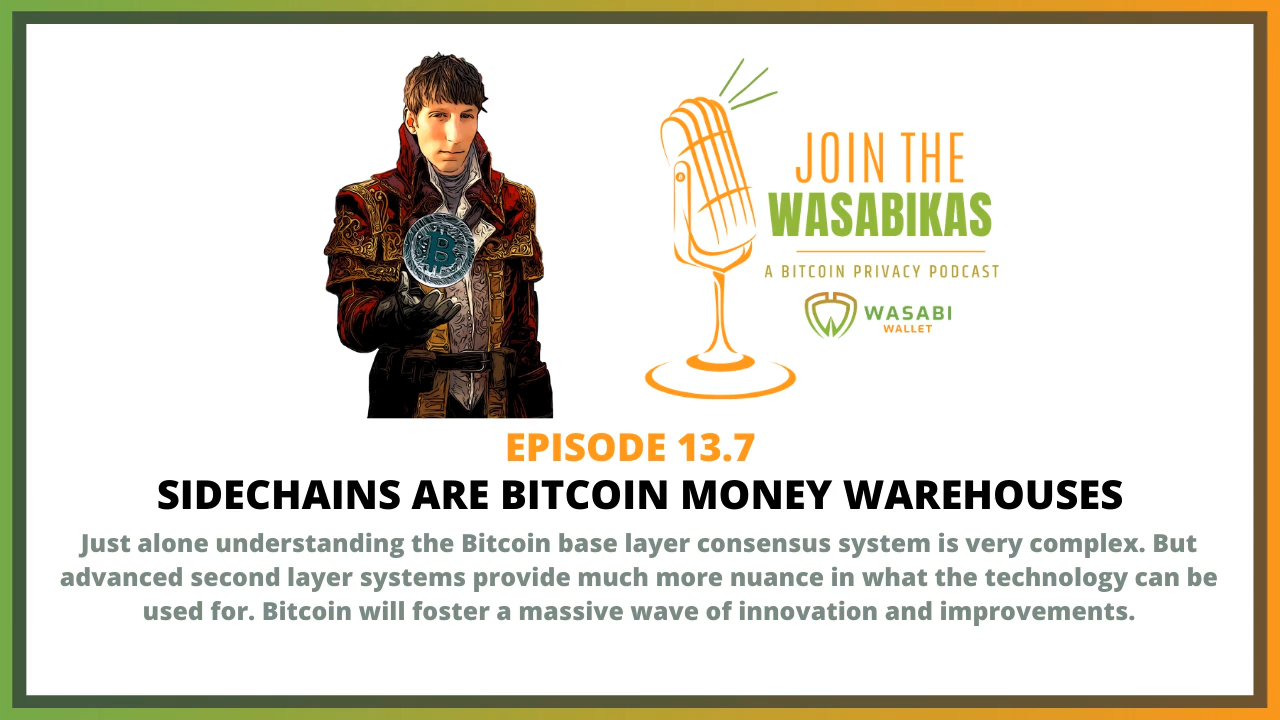 JOIN THE
WASABIKAS
A BITCOIN PRIVACY PODCAST
WASABI
WALLET
EPISODE 13.7
SIDECHAINS ARE BITCOIN MONEY WAREHOUSES
Just alone understanding the Bitcoin base layer consensus system is very complex. But
advanced second layer systems provide much more nuance in what the technology can be
used for. Bitcoin will foster a massive wave of innovation and improvements.